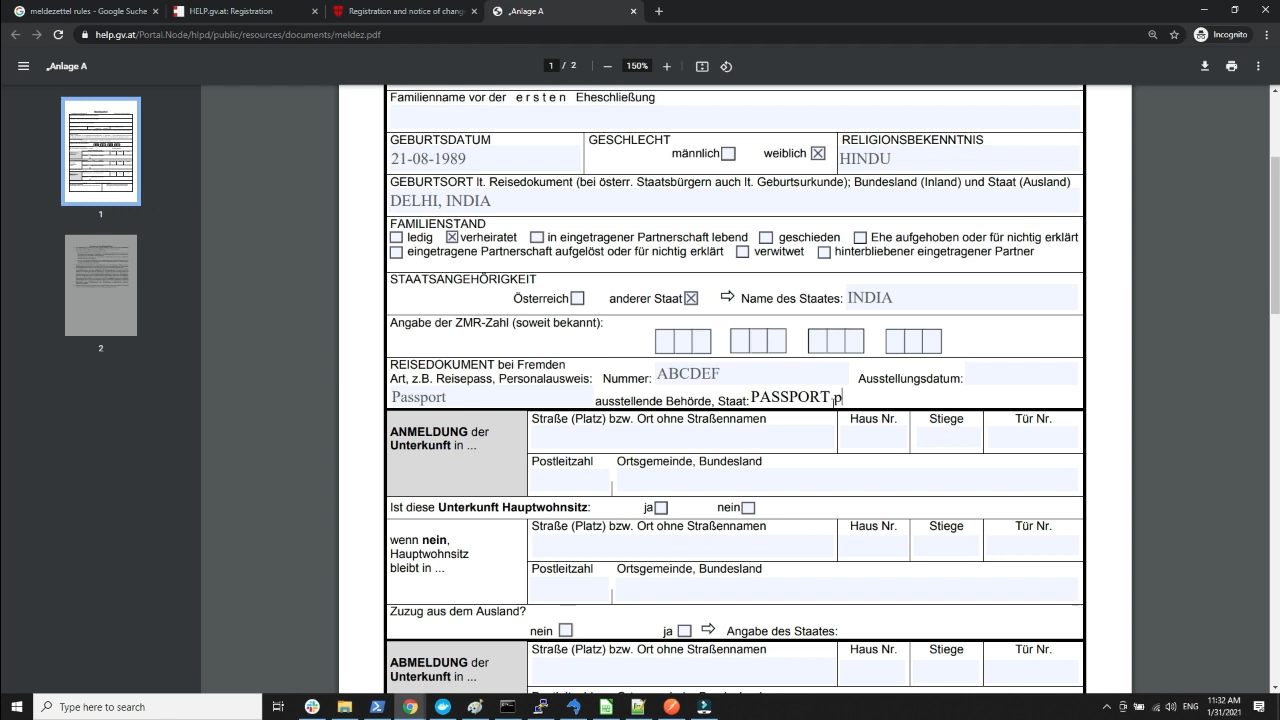 meldezettel rules - Google Suche
HELP.gv.at Registration
Registration and notice of chang
„Anlage A
help.gv.at/Portal.Node/hlpd/public/resources/documents/meldez.pdf
Incognito
„Anlage A
1 / 2
150%
1
2
Familienname vor der e r s t e n Eheschließung
GEBURTSDATUM
GESCHLECHT
RELIGIONSBEKENNTNIS
männlich
weiblich
21-08-1989
HINDU
GEBURTSORT lt. Reisedokument (bei österr. Staatsbürgern auch lt. Geburtsurkunde); Bundesland (Inland) und Staat (Ausland)
DELHI, INDIA
FAMILIENSTAND
ledig verheiratet in eingetragener Partnerschaft lebend geschieden Ehe aufgehoben oder für nichtig erklärt
eingetragene Partnerschaft aufgelöst oder für nichtig erklärt verwitwet hinterbliebener eingetragener Partner
STAATSANGEHÖRIGKEIT
Österreich anderer Staat Name des Staates: INDIA
Angabe der ZMR-Zahl (soweit bekannt):
REISEDOKUMENT bei Fremden
Art, z.B. Reisepass, Personalausweis: Nummer: ABCDEF Ausstellungsdatum:
Passport ausstellende Behörde, Staat: PASSPORT p
ANMELDUNG der
Unterkunft in ...
Straße (Platz) bzw. Ort ohne Straßennamen Haus Nr. Stiege Tür Nr.
Postleitzahl Ortsgemeinde, Bundesland
Ist diese Unterkunft Hauptwohnsitz: ja nein
wenn nein,
Hauptwohnsitz
bleibt in ...
Straße (Platz) bzw. Ort ohne Straßennamen Haus Nr. Stiege Tür Nr.
Postleitzahl Ortsgemeinde, Bundesland
Zuzug aus dem Ausland?
nein ja Angabe des Staates:
ABMELDUNG der
Unterkunft in ...
Straße (Platz) bzw. Ort ohne Straßennamen Haus Nr. Stiege Tür Nr.
Type here to search
ENG
11:32 AM
1/31/2021